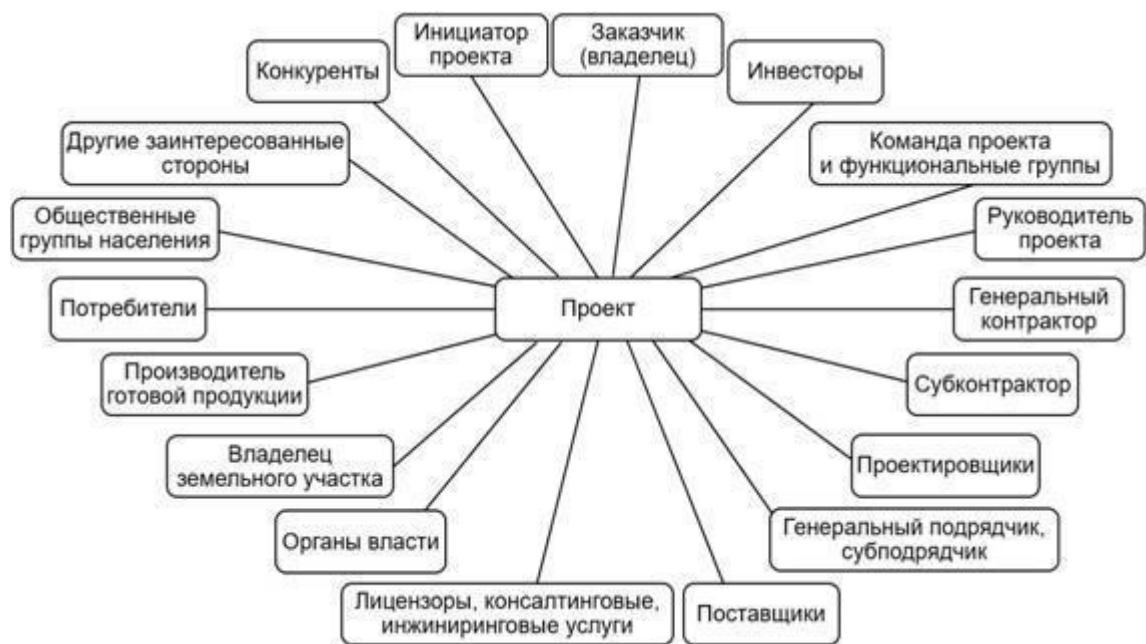 Инициатор
проекта
Заказчик
(владелец)
Конкуренты
Инвесторы
Другие заинтересованные
стороны
Команда проекта
и функциональные группы
Общественные
группы населения
Руководитель
проекта
Потребители
Проект
Генеральный
контрактор
Производитель
готовой продукции
Субконтрактор
Владелец
земельного участка
Проектировщики
Органы власти
Генеральный подрядчик,
субподрядчик
Лицензоры, консалтинговые,
инжиниринговые услуги
Поставщики